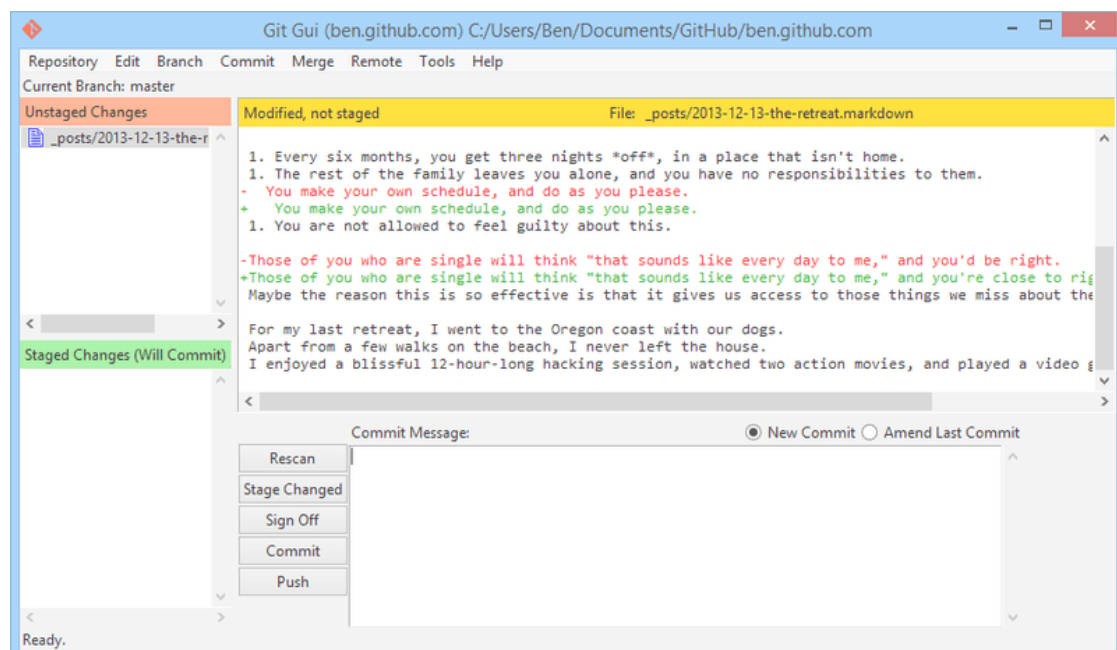 Git Gui (ben.github.com) C:/Users/Ben/Documents/GitHub/ben.github.com
Repository Edit Branch Commit Merge Remote Tools Help
Current Branch: master
Unstaged Changes
_posts/2013-12-13-the-r
Modified, not staged File: _posts/2013-12-13-the-retreat.markdown
1. Every six months, you get three nights *off*, in a place that isn't home.
1. The rest of the family leaves you alone, and you have no responsibilities to them.
-  You make your own schedule, and do as you please.
+   You make your own schedule, and do as you please.
1. You are not allowed to feel guilty about this.
-Those of you who are single will think "that sounds like every day to me," and you'd be right.
+Those of you who are single will think "that sounds like every day to me," and you're close to rig
Maybe the reason this is so effective is that it gives us access to those things we miss about the
For my last retreat, I went to the Oregon coast with our dogs.
Apart from a few walks on the beach, I never left the house.
I enjoyed a blissful 12-hour-long hacking session, watched two action movies, and played a video g
Staged Changes (Will Commit)
Commit Message: New Commit Amend Last Commit
Rescan
Stage Changed
Sign Off
Commit
Push
Ready.